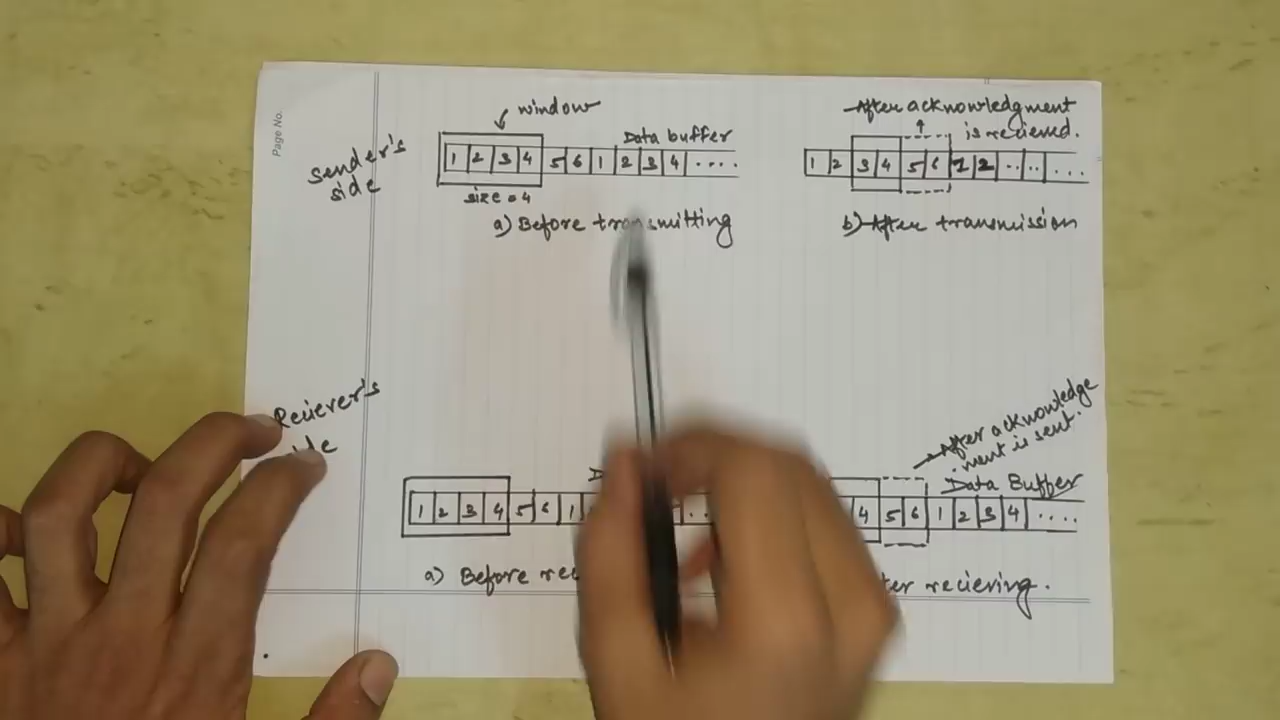 Page No.
Sender's
side
window
Data buffer
1 2 3 4 5 6 1 2 3 4 ....
size = 4
a) Before transmitting
After acknowledgment
is recieved.
1 2 3 4 5 6 1 2 .. .. ...
b) After transmission
Reciever's
1 2 3 4 5 6 1
a) Before rec
After acknowledge
ment is sent.
Data Buffer
4 5 6 1 2 3 4 ....
ter recieving.